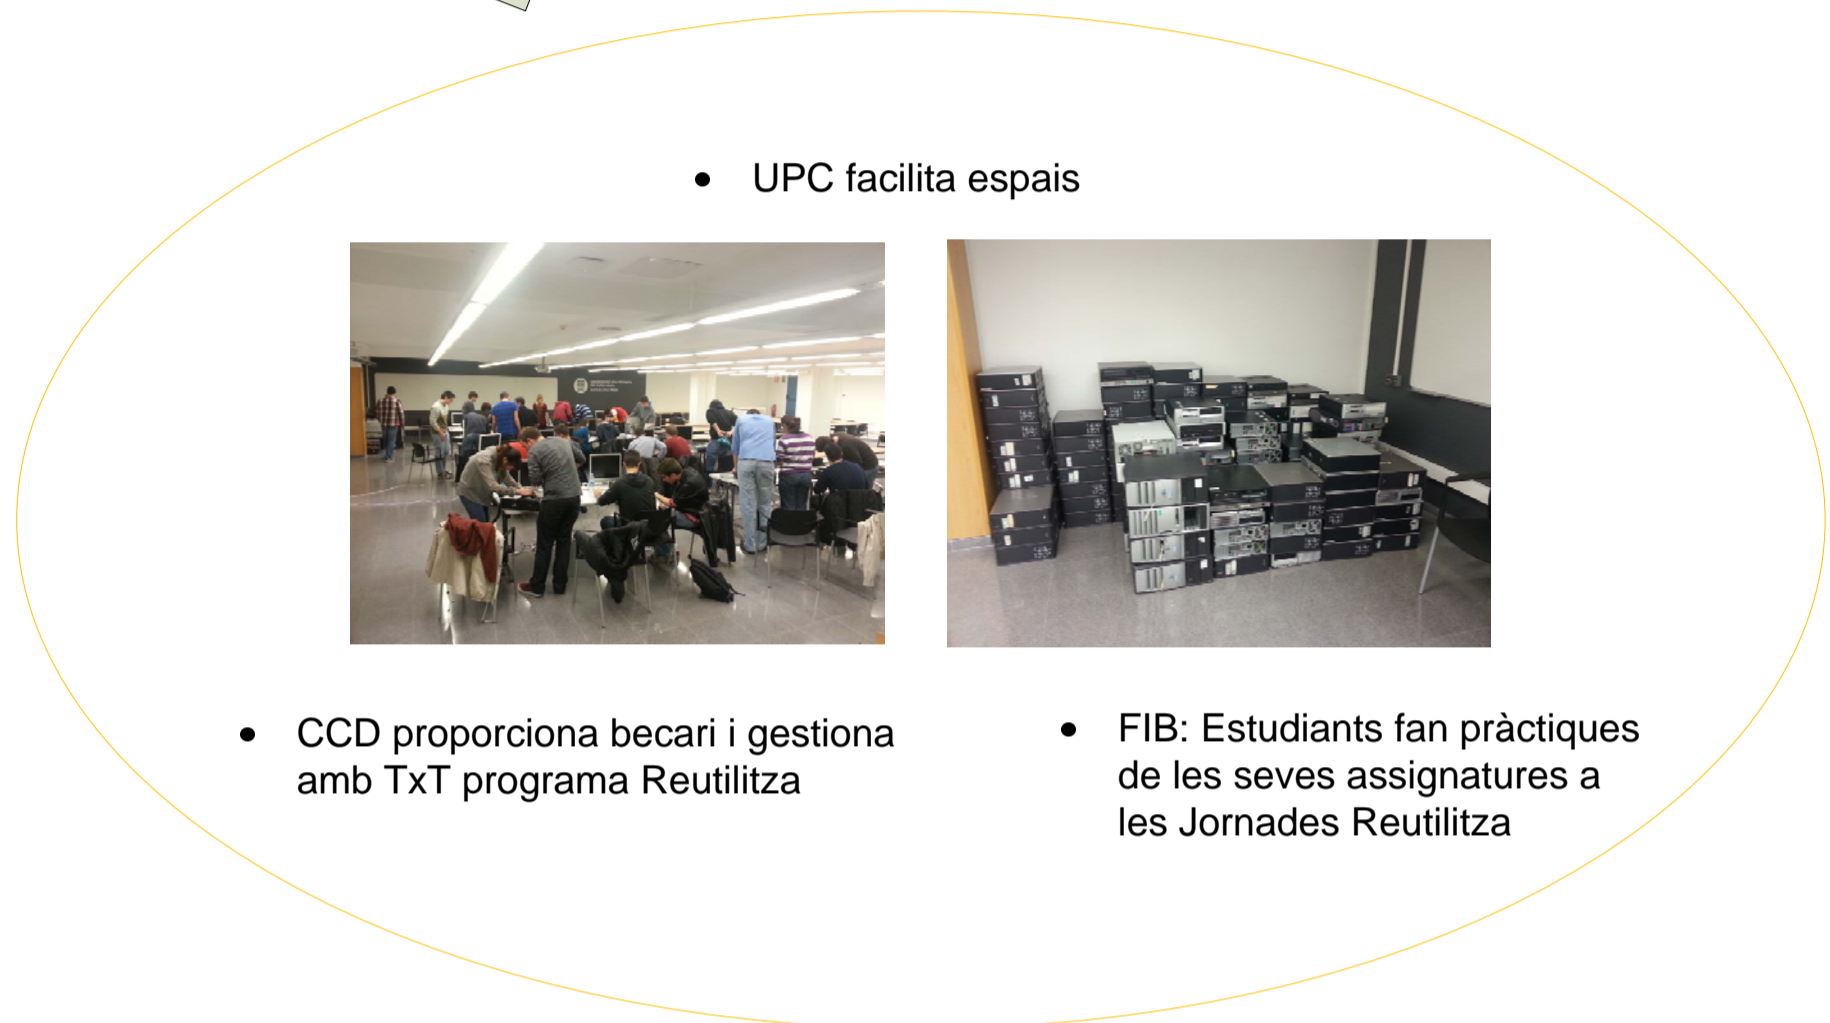 • UPC facilita espais
• CCD proporciona becari i gestiona
amb TxT programa Reutilitza
• FIB: Estudiants fan pràctiques
de les seves assignatures a
les Jornades Reutilitza